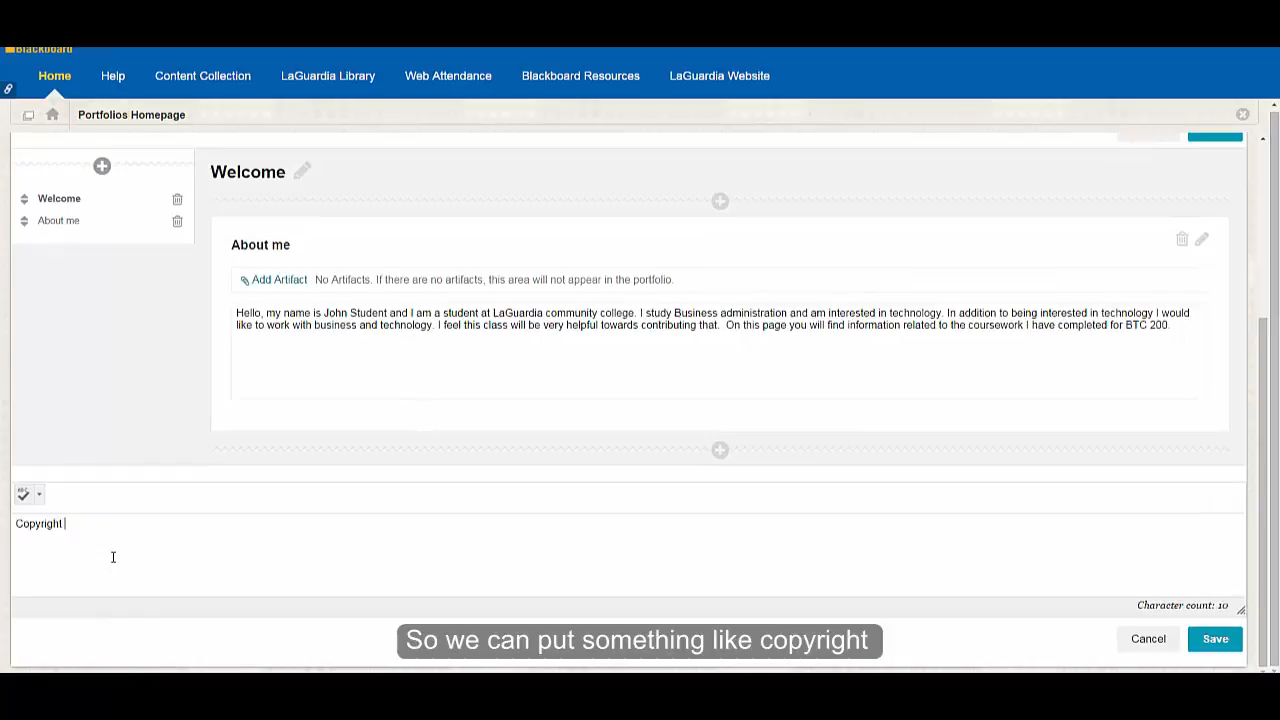 Blackboard
Home Help Content Collection LaGuardia Library Web Attendance Blackboard Resources LaGuardia Website
Portfolios Homepage
Welcome
About me
Welcome
About me
Add Artifact No Artifacts. If there are no artifacts, this area will not appear in the portfolio.
Hello, my name is John Student and I am a student at LaGuardia community college. I study Business administration and am interested in technology. In addition to being interested in technology I would
like to work with business and technology. I feel this class will be very helpful towards contributing that. On this page you will find information related to the coursework I have completed for BTC 200.
ABC
Copyright
Character count: 10
So we can put something like copyright
Cancel Save